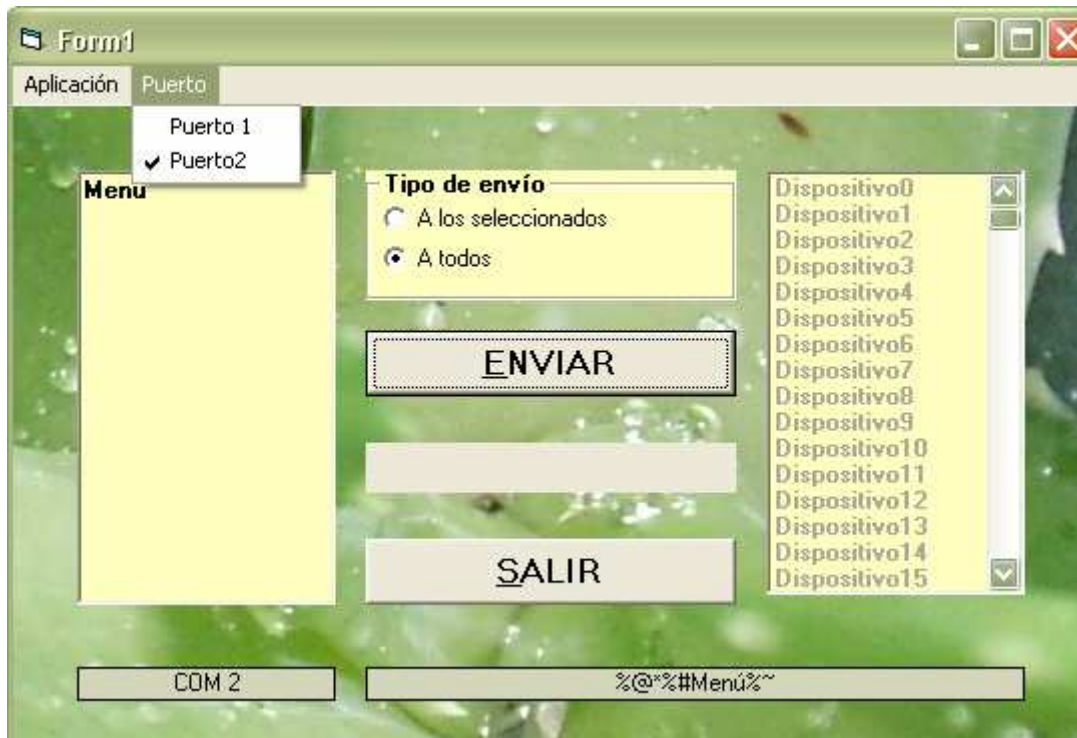 Form1
Aplicación Puerto
Puerto 1
Puerto2
Menú
Tipo de envío
A los seleccionados
A todos
ENVIAR
SALIR
Dispositivo0
Dispositivo1
Dispositivo2
Dispositivo3
Dispositivo4
Dispositivo5
Dispositivo6
Dispositivo7
Dispositivo8
Dispositivo9
Dispositivo10
Dispositivo11
Dispositivo12
Dispositivo13
Dispositivo14
Dispositivo15
COM 2
%@*%#Menú%~